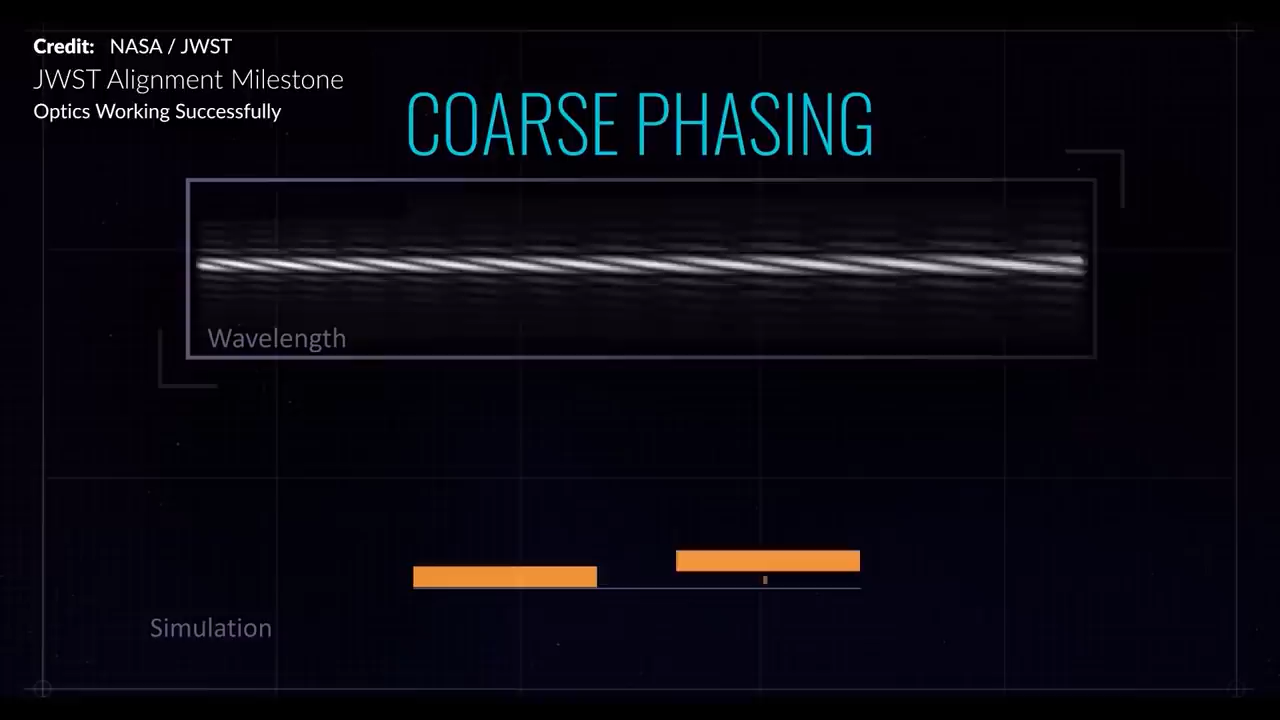 Credit: NASA / JWST
JWST Alignment Milestone
Optics Working Successfully
COARSE PHASING
Wavelength
Simulation